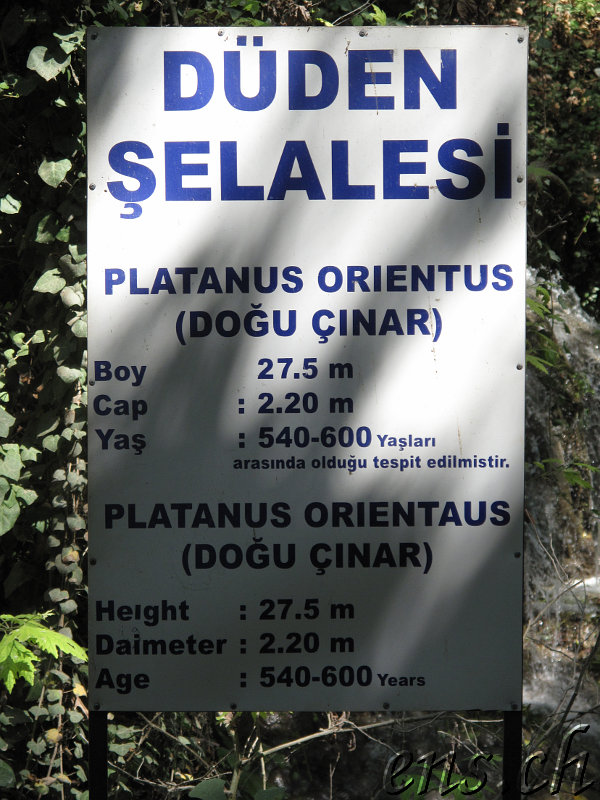 DÜDEN
ŞELALESİ
PLATANUS ORIENTUS
(DOĞU ÇINAR)
Boy 27.5 m
Cap : 2.20 m
Yaş : 540-600 Yaşları
arasında olduğu tespit edilmistir.
PLATANUS ORIENTAUS
(DOĞU ÇINAR)
Heıght : 27.5 m
Daimeter : 2.20 m
Age : 540-600 Years
ens.ch